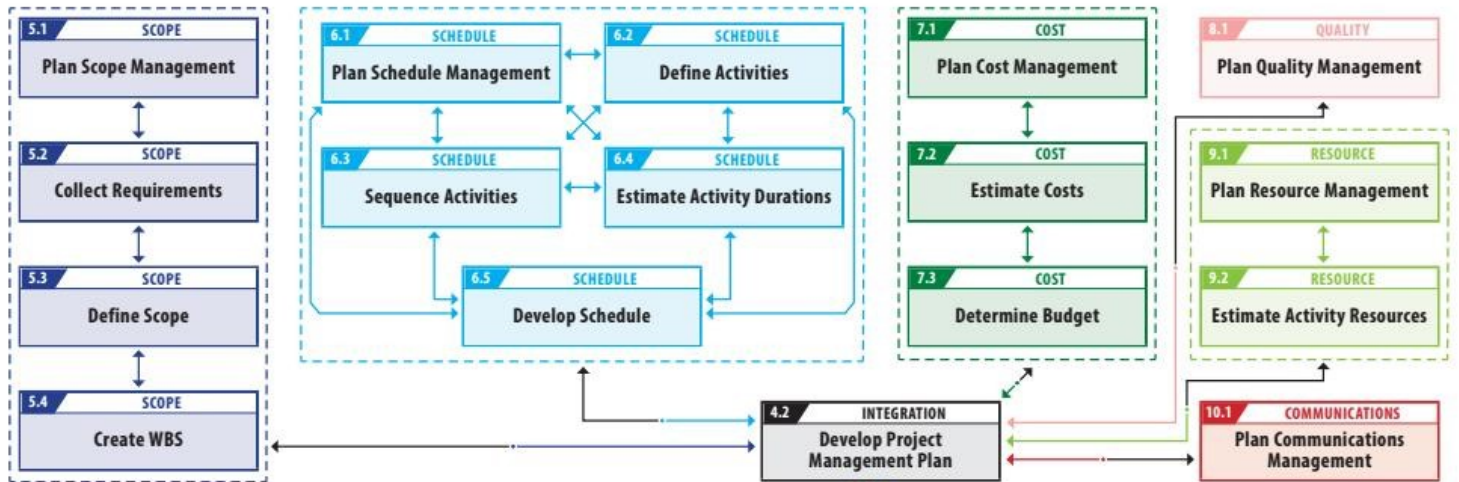 5.1 SCOPE
Plan Scope Management
5.2 SCOPE
Collect Requirements
5.3 SCOPE
Define Scope
5.4 SCOPE
Create WBS
6.1 SCHEDULE
Plan Schedule Management
6.2 SCHEDULE
Define Activities
6.3 SCHEDULE
Sequence Activities
6.4 SCHEDULE
Estimate Activity Durations
6.5 SCHEDULE
Develop Schedule
7.1 COST
Plan Cost Management
7.2 COST
Estimate Costs
7.3 COST
Determine Budget
8.1 QUALITY
Plan Quality Management
9.1 RESOURCE
Plan Resource Management
9.2 RESOURCE
Estimate Activity Resources
4.2 INTEGRATION
Develop Project
Management Plan
10.1 COMMUNICATIONS
Plan Communications
Management